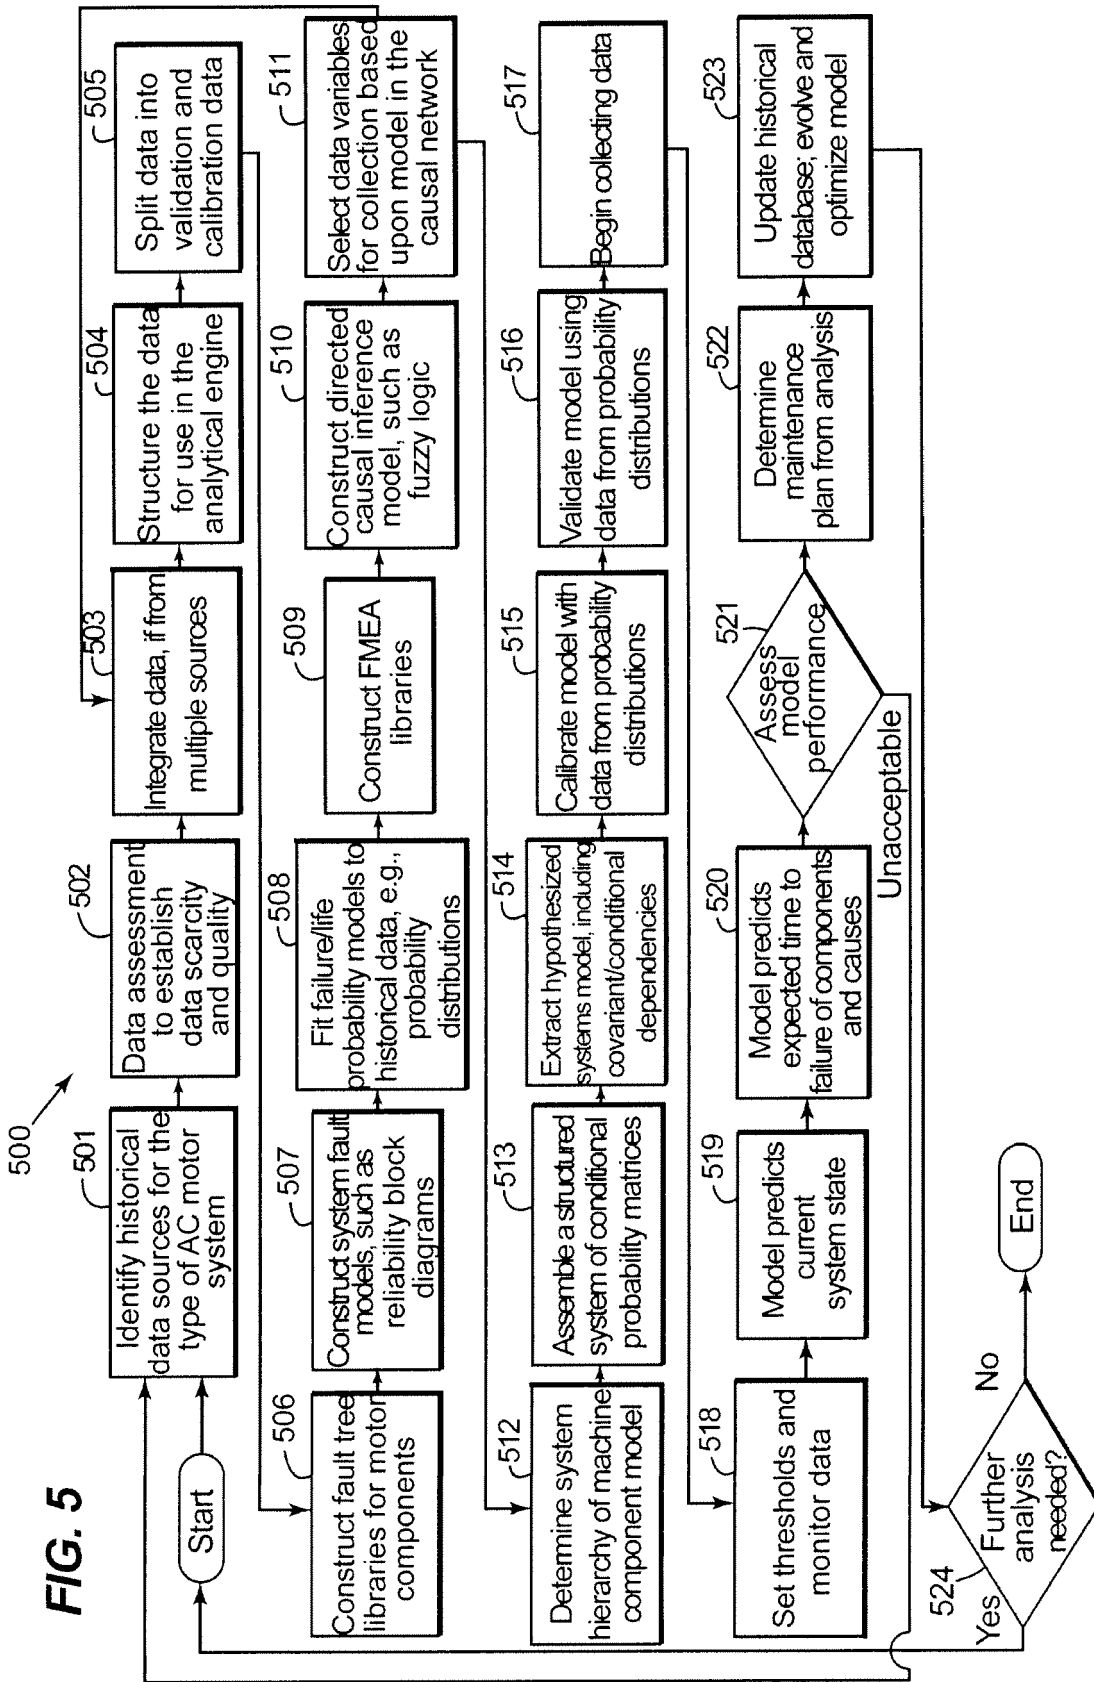 FIG. 5
500
Start
501
Identify historical
data sources for the
type of AC motor
system
502
Data assessment
to establish
data scarcity
and quality
503
Integrate data, if from
multiple sources
504
Structure the data
for use in the
analytical engine
505
Split data into
validation and
calibration data
506
Construct fault tree
libraries for motor
components
507
Construct system fault
models, such as
reliability block
diagrams
508
Fit failure/life
probability models to
historical data, e.g.,
probability
distributions
509
Construct FMEA
libraries
510
Construct directed
causal inference
model, such as
fuzzy logic
511
Select data variables
for collection based
upon model in the
causal network
512
Determine system
hierarchy of machine
component model
513
Assemble a structured
system of conditional
probability matrices
514
Extract hypothesized
systems model, including
covariant/conditional
dependencies
515
Calibrate model with
data from probability
distributions
516
Validate model using
data from probability
distributions
517
Begin collecting data
518
Set thresholds and
monitor data
519
Model predicts
current
system state
520
Model predicts
expected time to
failure of components
and causes
521
Assess
model
performance
Unacceptable
522
Determine
maintenance
plan from analysis
523
Update historical
database; evolve and
optimize model
524
Further
analysis
needed?
Yes
No
End